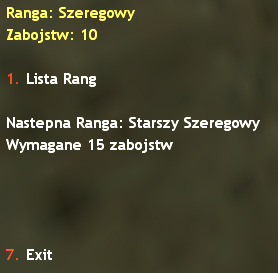 Ranga: Szeregowy
Zabojstw: 10
1. Lista Rang
Nastepna Ranga: Starszy Szeregowy
Wymagane 15 zabojstw
7. Exit